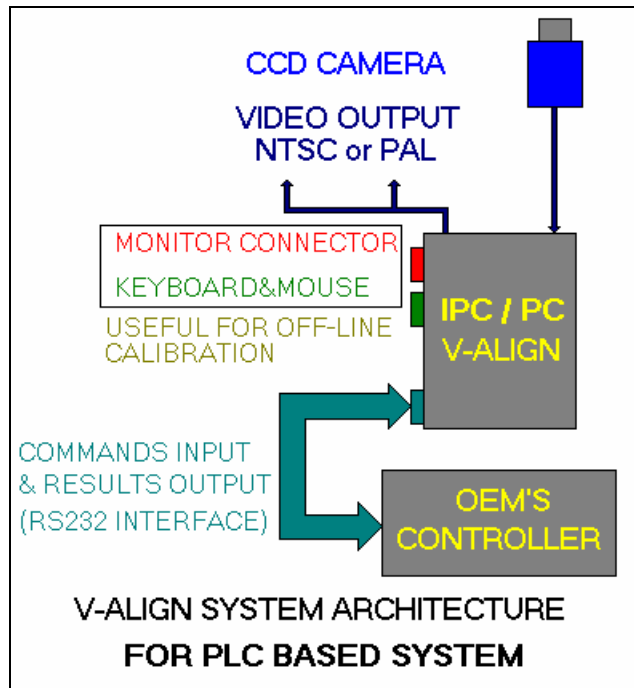 CCD CAMERA
VIDEO OUTPUT
NTSC or PAL
MONITOR CONNECTOR
KEYBOARD&MOUSE
USEFUL FOR OFF-LINE
CALIBRATION
IPC / PC
V-ALIGN
COMMANDS INPUT
& RESULTS OUTPUT
(RS232 INTERFACE)
OEM'S
CONTROLLER
V-ALIGN SYSTEM ARCHITECTURE
FOR PLC BASED SYSTEM